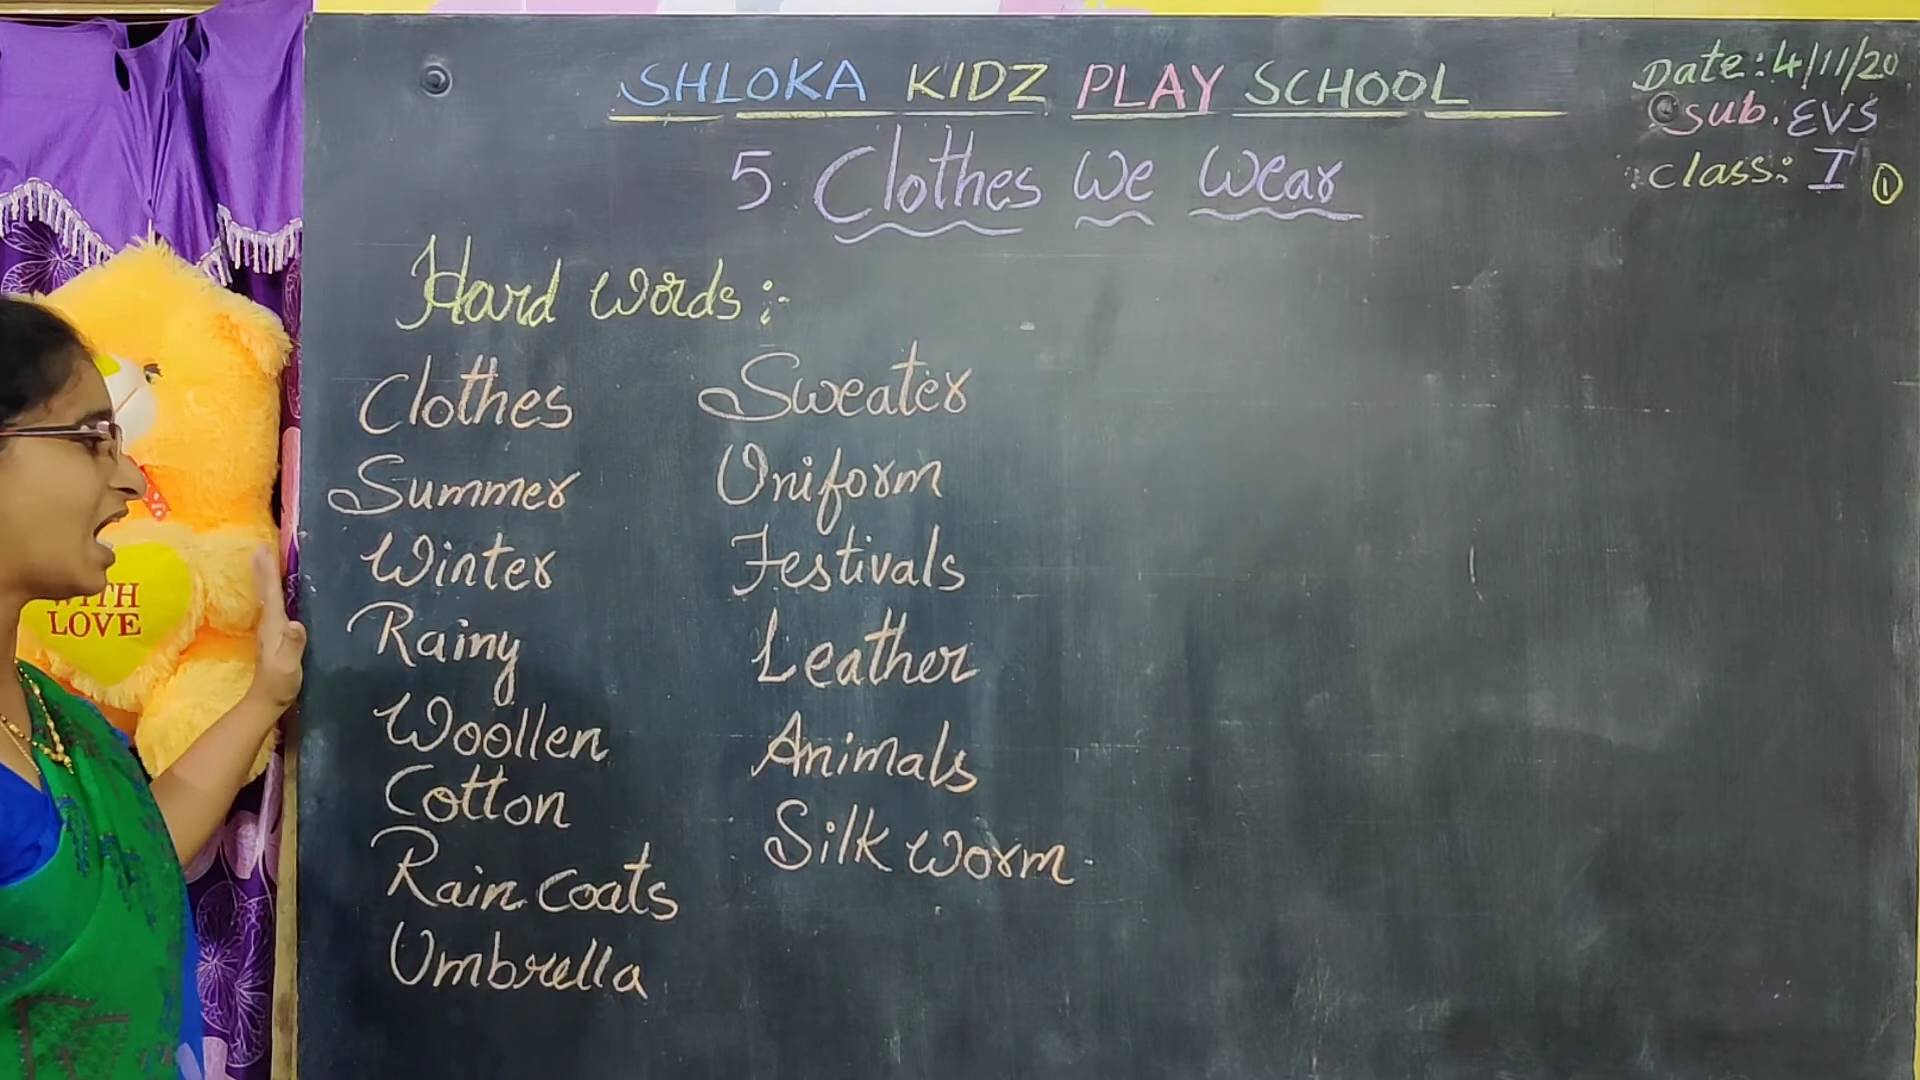 SHLOKA KIDZ PLAY SCHOOL
Date: 4/11/20
Sub. EVS
Class: I
1
5. Clothes We Wear
Hard Words:-
Clothes
Summer
Winter
Rainy
Woollen
Cotton
Rain coats
Umbrella
Sweater
Uniform
Festivals
Leather
Animals
Silk worm.
WITH
LOVE